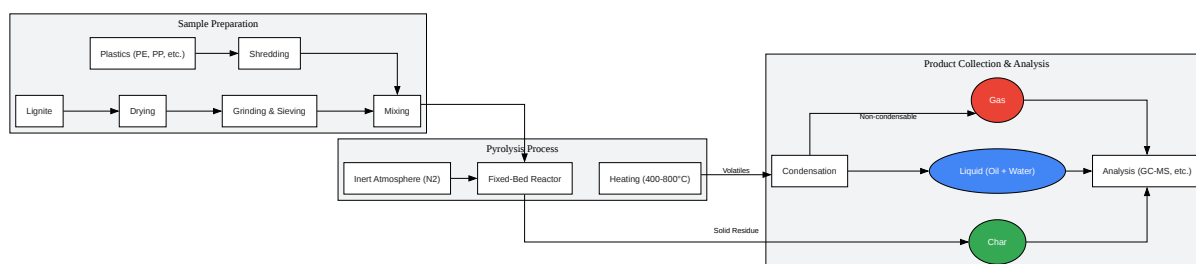 Sample Preparation
Plastics (PE, PP, etc.)
Shredding
Lignite
Drying
Grinding & Sieving
Mixing
Pyrolysis Process
Inert Atmosphere (N2)
Fixed-Bed Reactor
Heating (400-800°C)
Volatiles
Solid Residue
Product Collection & Analysis
Gas
Non-condensable
Condensation
Liquid (Oil + Water)
Analysis (GC-MS, etc.)
Char